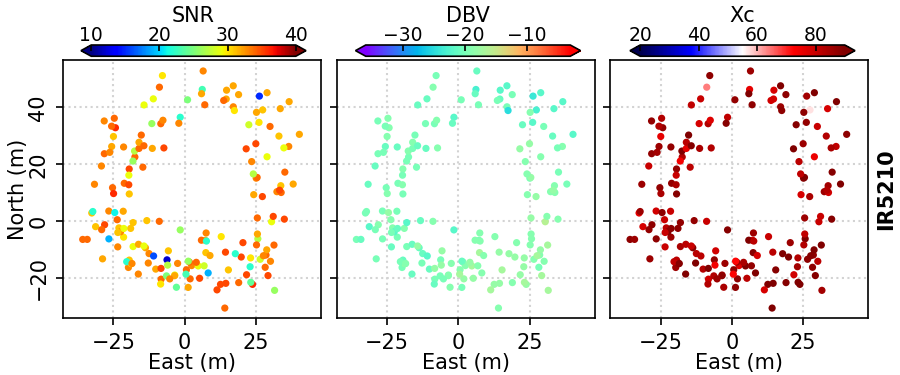 SNR DBV Xc
10 20 30 40 −30 −20 −10 20 40 60 80
North (m)
40
20
0
−20
−25 0 25 −25 0 25 −25 0 25
East (m) East (m) East (m)
IR5210